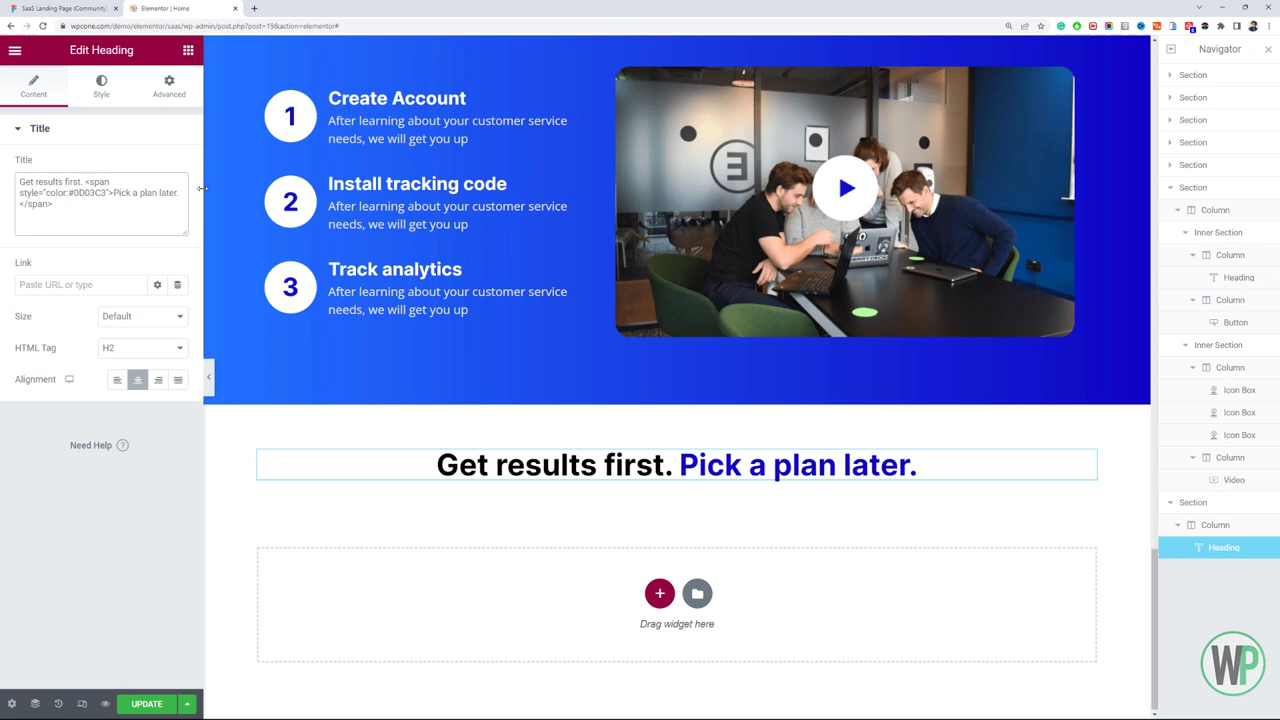 SaaS Landing Page (Community)
Elementor | Home
wpcone.com/demo/elementor/saas/wp-admin/post.php?post=19&action=elementor#
Edit Heading
Content
Style
Advanced
Title
Title
Get results first. <span
style="color:#0D03C3">Pick a plan later.
</span>
Link
Paste URL or type
Size
Default
HTML Tag
H2
Alignment
Need Help
?
UPDATE
1
Create Account
After learning about your customer service
needs, we will get you up
2
Install tracking code
After learning about your customer service
needs, we will get you up
3
Track analytics
After learning about your customer service
needs, we will get you up
Get results first. Pick a plan later.
Drag widget here
Navigator
Section
Section
Section
Section
Section
Section
Column
Inner Section
Column
Heading
Column
Button
Inner Section
Column
Icon Box
Icon Box
Icon Box
Column
Video
Section
Column
Heading
WP